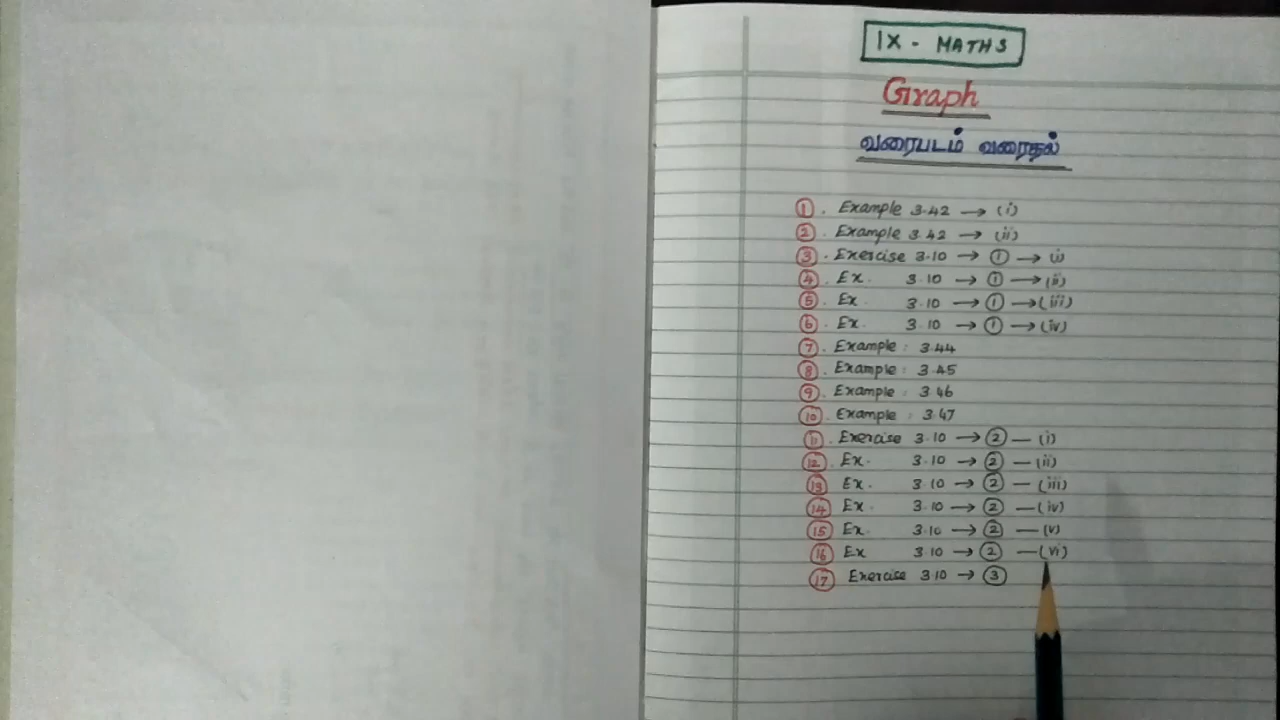 IX - MATHS
Graph
வரைபடம் வரைதல்
1. Example 3.42 → (i)
2. Example 3.42 → (ii)
3. Exercise 3.10 → 1 → (i)
4. Ex. 3.10 → 1 → (ii)
5. Ex 3.10 → 1 → (iii)
6. Ex. 3.10 → 1 → (iv)
7. Example : 3.44
8. Example : 3.45
9. Example : 3.46
10. Example : 3.47
11. Exercise 3.10 → 2 — (i)
12. Ex. 3.10 → 2 — (ii)
13. Ex. 3.10 → 2 — (iii)
14. Ex. 3.10 → 2 — (iv)
15. Ex. 3.10 → 2 — (v)
16. Ex 3.10 → 2 — (vi)
17. Exercise 3.10 → 3